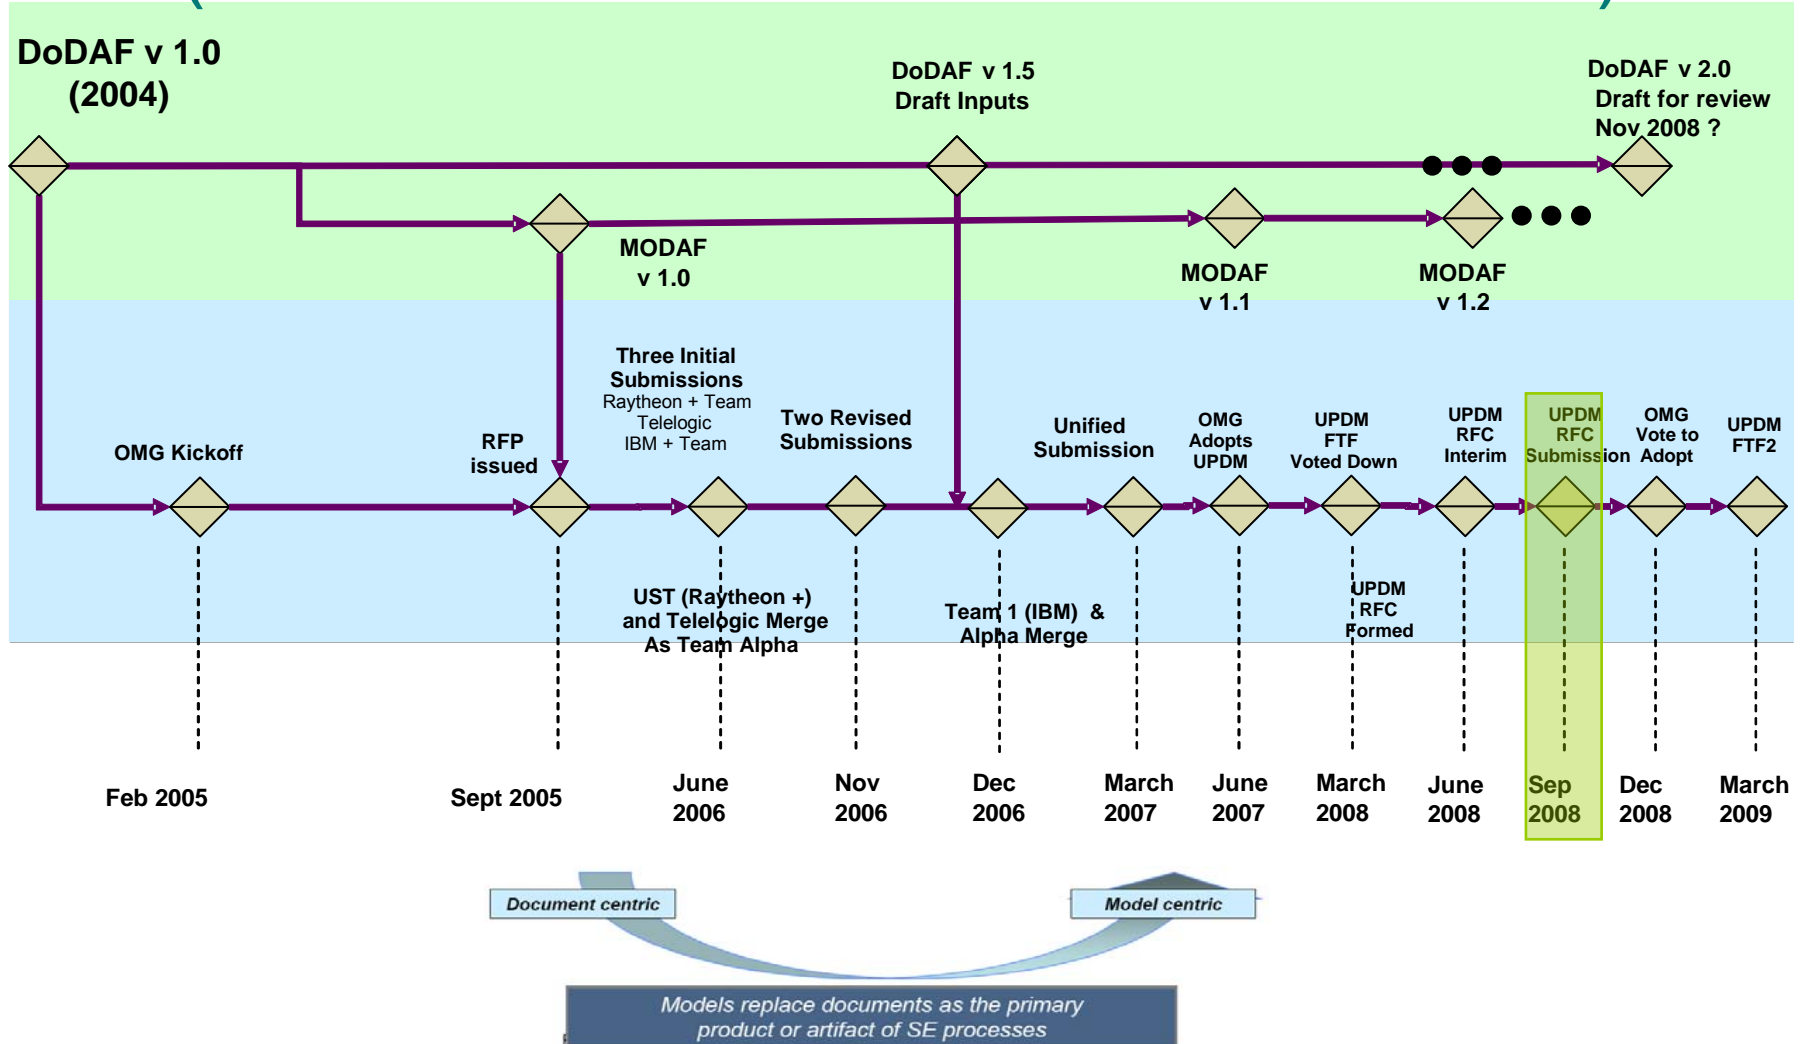 (
)
DoDAF v 1.0
(2004)
DoDAF v 1.5
Draft Inputs
DoDAF v 2.0
Draft for review
Nov 2008 ?
MODAF
v 1.0
MODAF
v 1.1
MODAF
v 1.2
OMG Kickoff
RFP
issued
Three Initial
Submissions
Raytheon + Team
Telelogic
IBM + Team
Two Revised
Submissions
Unified
Submission
OMG
Adopts
UPDM
UPDM
FTF
Voted Down
UPDM
RFC
Interim
UPDM
RFC
Submission
OMG
Vote to
Adopt
UPDM
FTF2
UST (Raytheon +)
and Telelogic Merge
As Team Alpha
Team 1 (IBM) &
Alpha Merge
UPDM
RFC
Formed
Feb 2005
Sept 2005
June
2006
Nov
2006
Dec
2006
March
2007
June
2007
March
2008
June
2008
Sep
2008
Dec
2008
March
2009
Document centric
Model centric
Models replace documents as the primary
product or artifact of SE processes